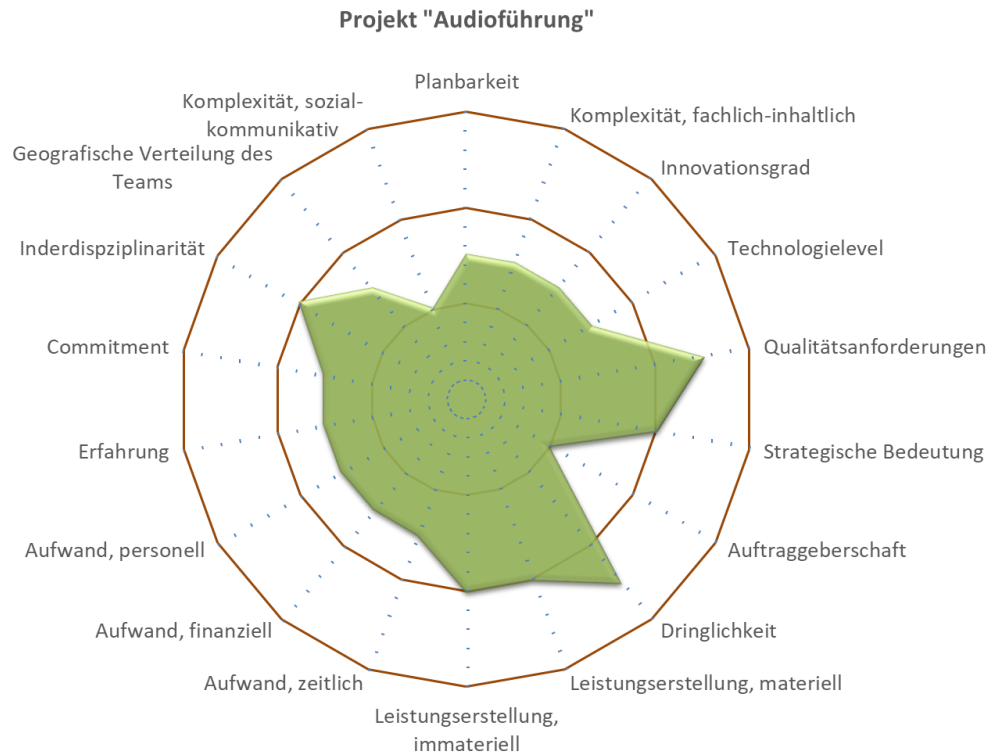 Projekt "Audioführung"
Planbarkeit
Komplexität, fachlich-inhaltlich
Innovationsgrad
Technologielevel
Qualitätsanforderungen
Strategische Bedeutung
Auftraggeberschaft
Dringlichkeit
Leistungserstellung, materiell
Leistungserstellung,
immateriell
Aufwand, zeitlich
Aufwand, finanziell
Aufwand, personell
Erfahrung
Commitment
Inderdispziplinarität
Geografische Verteilung des
Teams
Komplexität, sozial-
kommunikativ